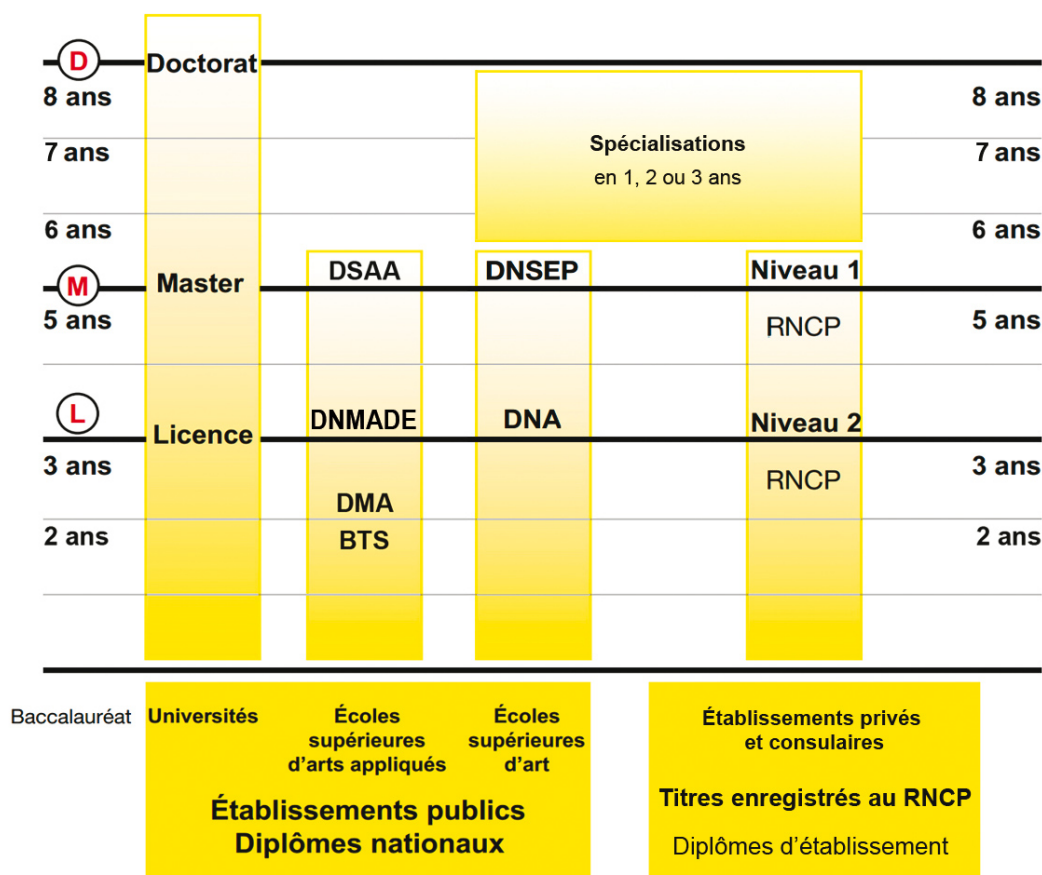 D
Doctorat
8 ans
8 ans
7 ans
Spécialisations
7 ans
en 1, 2 ou 3 ans
6 ans
6 ans
DSAA
DNSEP
Niveau 1
M
Master
5 ans
RNCP
5 ans
L
Licence
DNMADE
DNA
Niveau 2
3 ans
RNCP
3 ans
DMA
2 ans
BTS
2 ans
Baccalauréat
Universités
Écoles
supérieures
d'arts appliqués
Écoles
supérieures
d'art
Établissements publics
Diplômes nationaux
Établissements privés
et consulaires
Titres enregistrés au RNCP
Diplômes d'établissement